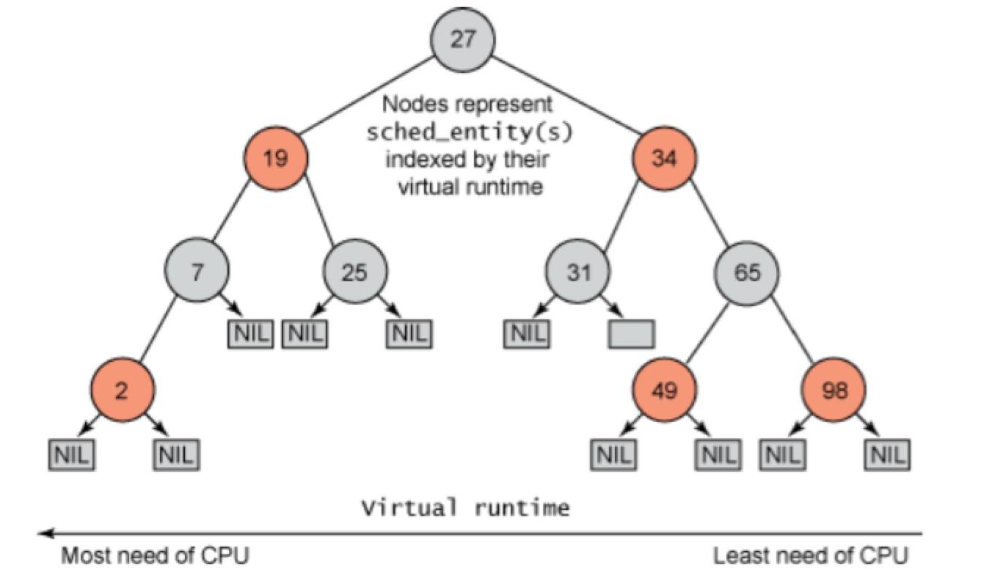 27
Nodes represent
sched_entity(s)
indexed by their
virtual runtime
19
34
7
25
31
65
NIL
NIL
NIL
NIL
2
49
98
NIL
NIL
NIL
NIL
NIL
NIL
Virtual runtime
Most need of CPU
Least need of CPU